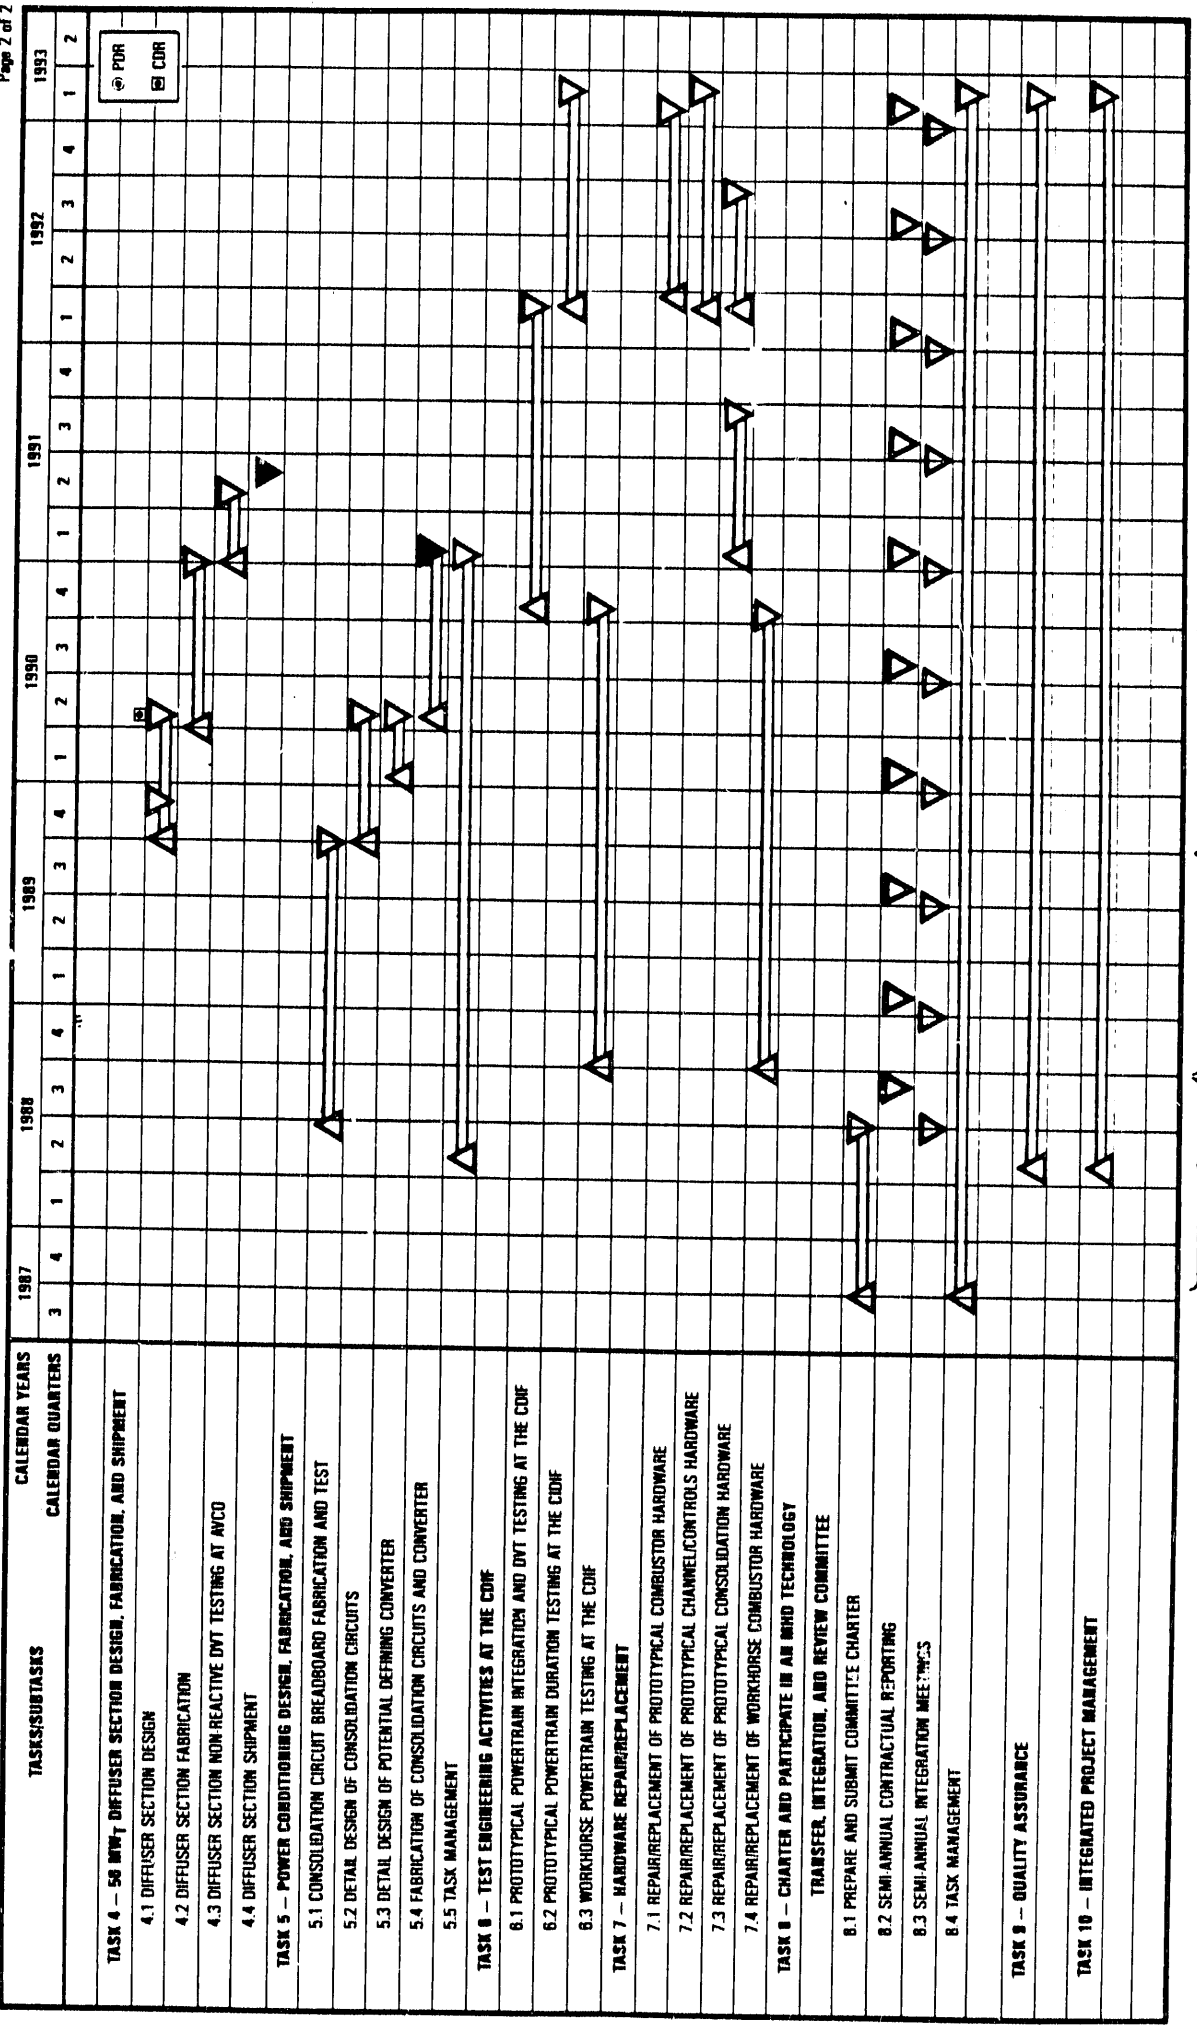 Page 2 of 2
CALENDAR YEARS 1987 1988 1989 1990 1991 1992 1993
TASKS/SUBTASKS
CALENDAR QUARTERS 3 4 1 2 3 4 1 2 3 4 1 2 3 4 1 2 3 4 1 2 3 4 1 2
PDR
CDR
TASK 4 — 50 MWT DIFFUSER SECTION DESIGN, FABRICATION, AND SHIPMENT
4.1 DIFFUSER SECTION DESIGN
4.2 DIFFUSER SECTION FABRICATION
4.3 DIFFUSER SECTION NON-REACTIVE DVT TESTING AT AVCO
4.4 DIFFUSER SECTION SHIPMENT
TASK 5 — POWER CONDITIONING DESIGN, FABRICATION, AND SHIPMENT
5.1 CONSOLIDATION CIRCUIT BREADBOARD FABRICATION AND TEST
5.2 DETAIL DESIGN OF CONSOLIDATION CIRCUITS
5.3 DETAIL DESIGN OF POTENTIAL DEFINING CONVERTER
5.4 FABRICATION OF CONSOLIDATION CIRCUITS AND CONVERTER
5.5 TASK MANAGEMENT
TASK 6 — TEST ENGINEERING ACTIVITIES AT THE CDIF
6.1 PROTOTYPICAL POWERTRAIN INTEGRATION AND DVT TESTING AT THE CDIF
6.2 PROTOTYPICAL POWERTRAIN DURATION TESTING AT THE CIDIF
6.3 WORKHORSE POWERTRAIN TESTING AT THE CDIF
TASK 7 — HARDWARE REPAIR/REPLACEMENT
7.1 REPAIR/REPLACEMENT OF PROTOTYPICAL COMBUSTOR HARDWARE
7.2 REPAIR/REPLACEMENT OF PROTOTYPICAL CHANNEL/CONTROLS HARDWARE
7.3 REPAIR/REPLACEMENT OF PROTOTYPICAL CONSOLIDATION HARDWARE
7.4 REPAIR/REPLACEMENT OF WORKHORSE COMBUSTOR HARDWARE
TASK 8 — CHARTER AND PARTICIPATE IN AN MHD TECHNOLOGY
TRANSFER, INTEGRATION, AND REVIEW COMMITTEE
8.1 PREPARE AND SUBMIT COMMITTEE CHARTER
8.2 SEMI-ANNUAL CONTRACTUAL REPORTING
8.3 SEMI-ANNUAL INTEGRATION MEETINGS
8.4 TASK MANAGEMENT
TASK 9 — QUALITY ASSURANCE
TASK 10 — INTEGRATED PROJECT MANAGEMENT